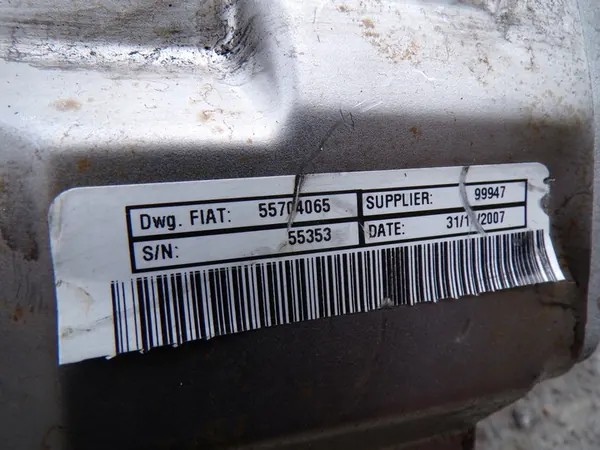 Dwg. FIAT: 55704065 SUPPLIER: 99947
S/N: 55353 DATE: